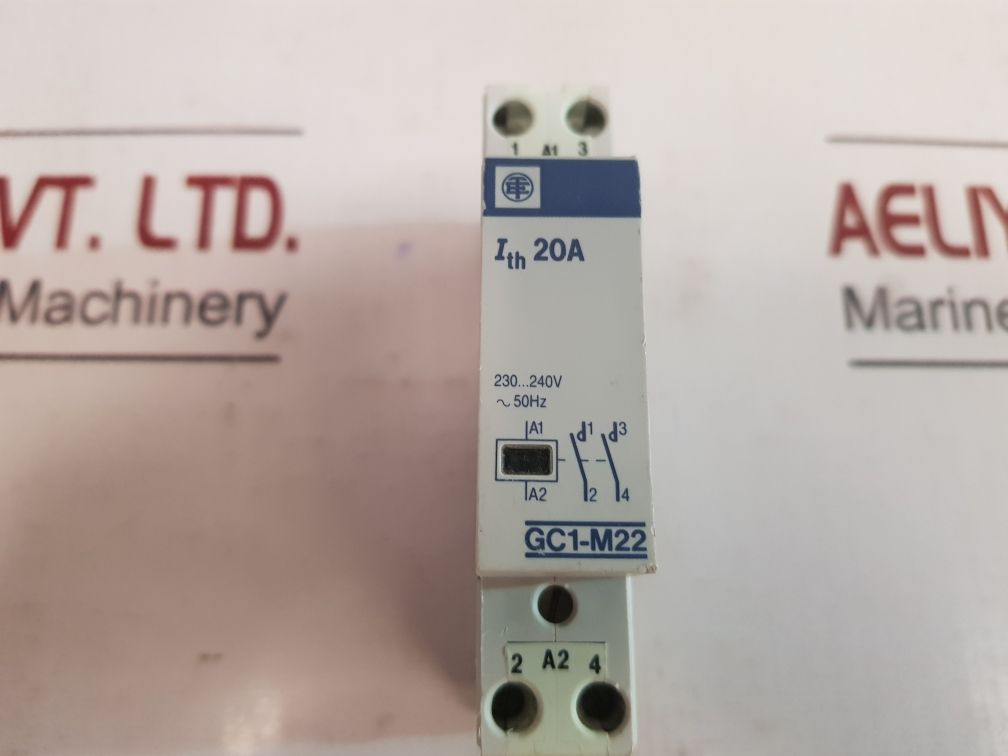 VT. LTD.
Machinery
AELIY
Marine
1 A1 3
Ith 20A
230...240V
~ 50Hz
A1 1 3
A2 2 4
GC1-M22
2 A2 4